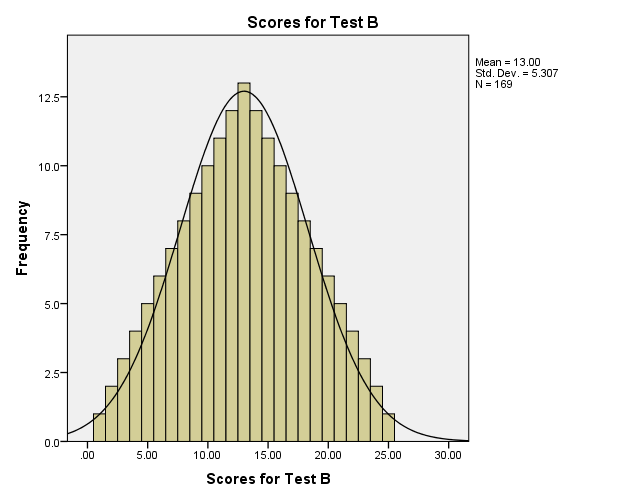 Scores for Test B
Mean = 13.00
Std. Dev. = 5.307
N = 169
12.5
10.0
7.5
5.0
2.5
0.0
Frequency
.00 5.00 10.00 15.00 20.00 25.00 30.00
Scores for Test B